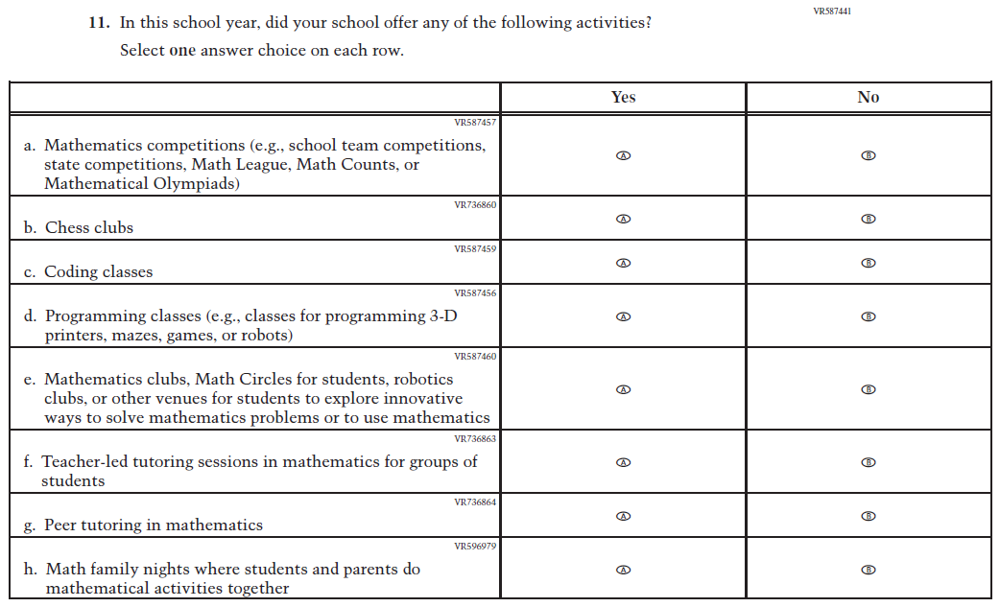 VR587441
11. In this school year, did your school offer any of the following activities?
Select one answer choice on each row.
Yes No
VR587457
a. Mathematics competitions (e.g., school team competitions,
state competitions, Math League, Math Counts, or
Mathematical Olympiads)
A B
VR736860
b. Chess clubs
A B
VR587459
c. Coding classes
A B
VR587456
d. Programming classes (e.g., classes for programming 3-D
printers, mazes, games, or robots)
A B
VR587460
e. Mathematics clubs, Math Circles for students, robotics
clubs, or other venues for students to explore innovative
ways to solve mathematics problems or to use mathematics
A B
VR736863
f. Teacher-led tutoring sessions in mathematics for groups of
students
A B
VR736864
g. Peer tutoring in mathematics
A B
VR596979
h. Math family nights where students and parents do
mathematical activities together
A B